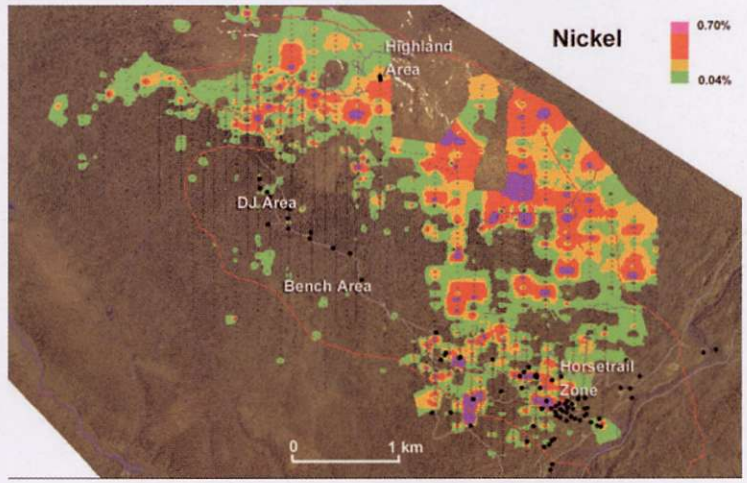 Nickel
0.70%
0.04%
Highland
Area
DJ Area
Bench Area
Horsetrail
Zone
0
1 km